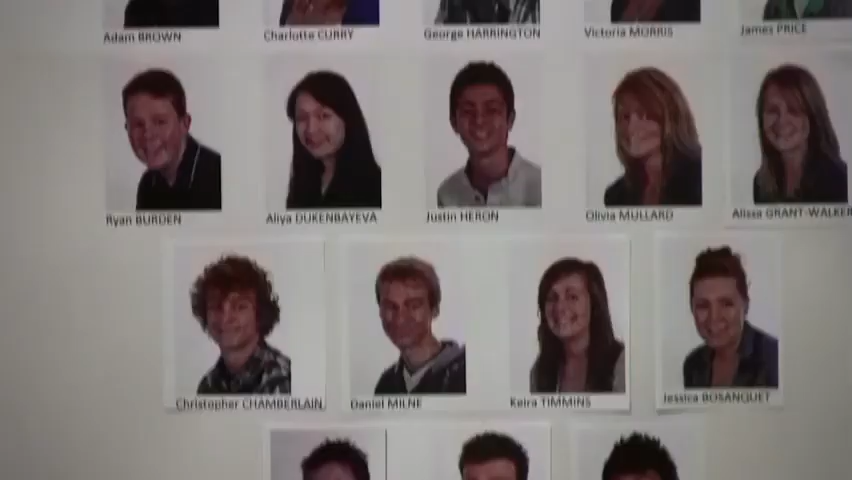 Adam BROWN
Charlotte CURRY
George HARRINGTON
Victoria MORRIS
James PRICE
Ryan BURDEN
Aliya DUKENBAYEVA
Justin HERON
Olivia MULLARD
Alissa GRANT-WALKER
Christopher CHAMBERLAIN
Daniel MILNE
Keira TIMMINS
Jessica BOSANQUET